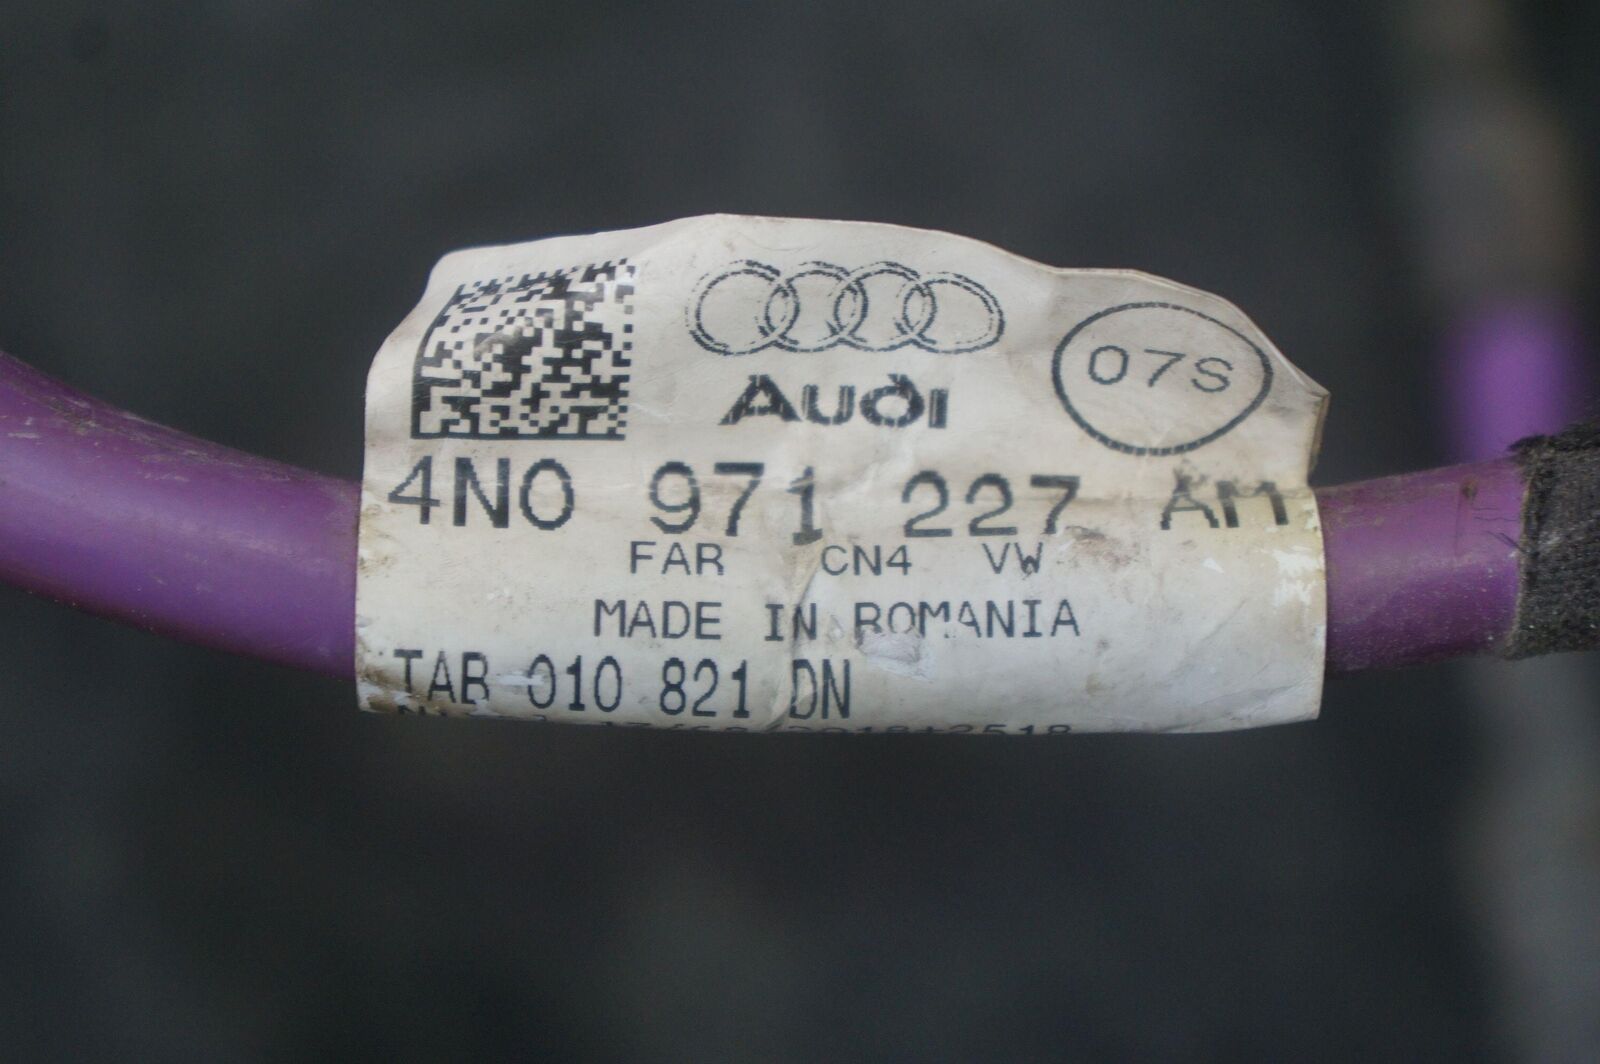 Audi
07S
4N0 971 227 AM
FAR CN4 VW
MADE IN ROMANIA
TAB 010 821 DN